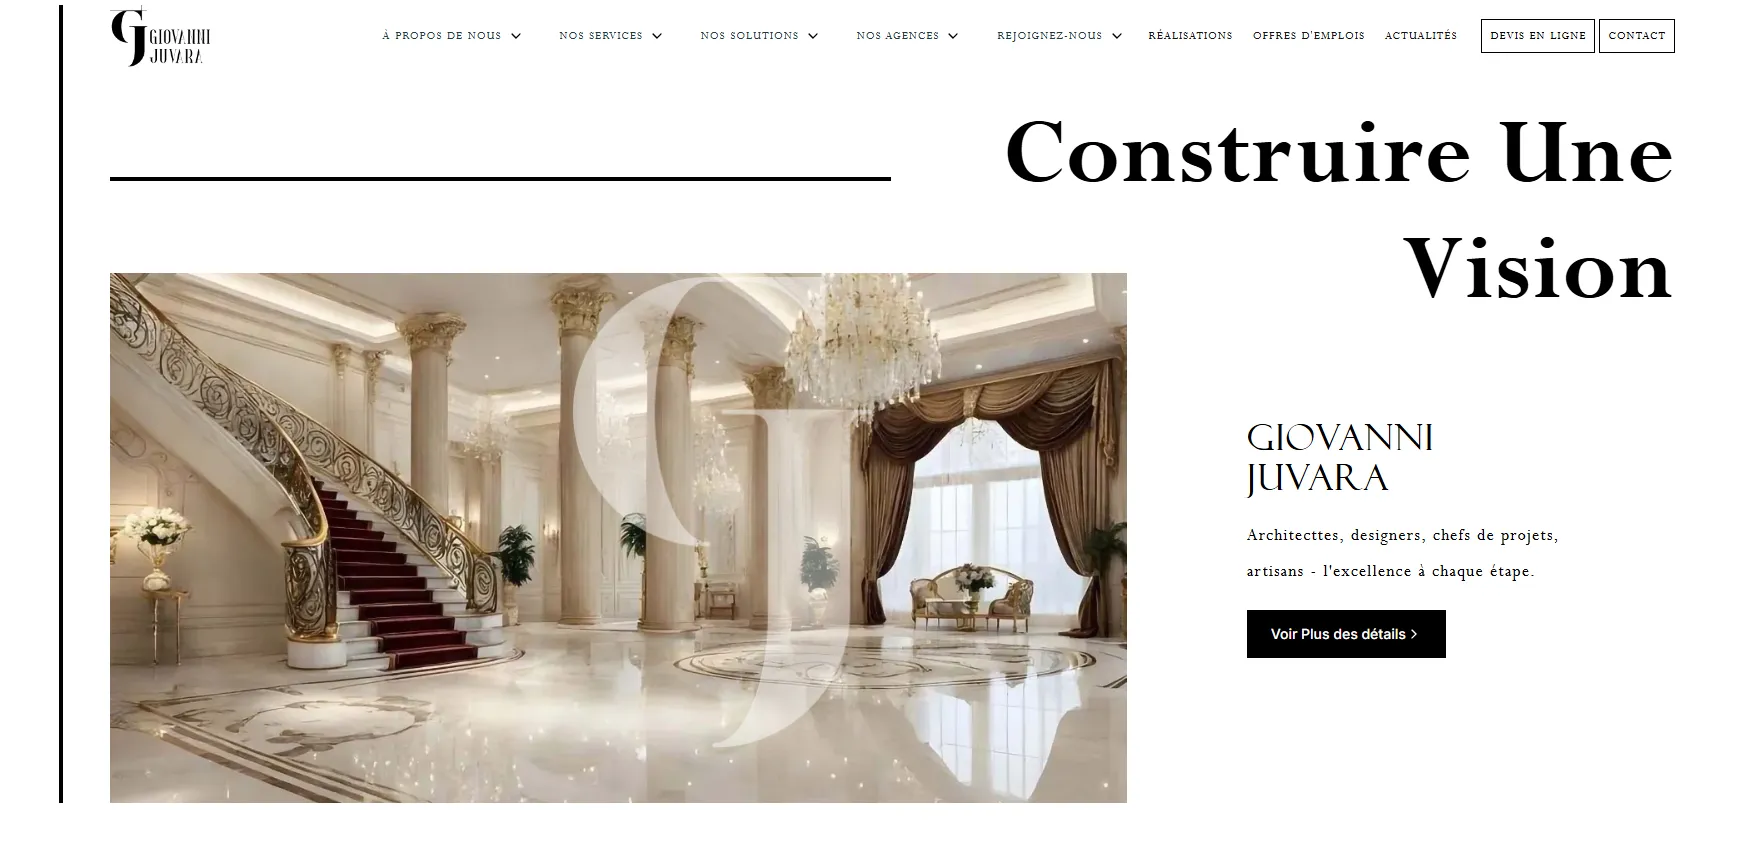 GIOVANNI
JUVARA
À PROPOS DE NOUS
NOS SERVICES
NOS SOLUTIONS
NOS AGENCES
REJOIGNEZ-NOUS
RÉALISATIONS
OFFRES D'EMPLOIS
ACTUALITÉS
DEVIS EN LIGNE
CONTACT
Construire Une
Vision
GJ
GIOVANNI
JUVARA
Architecttes, designers, chefs de projets,
artisans - l'excellence à chaque étape.
Voir Plus des détails